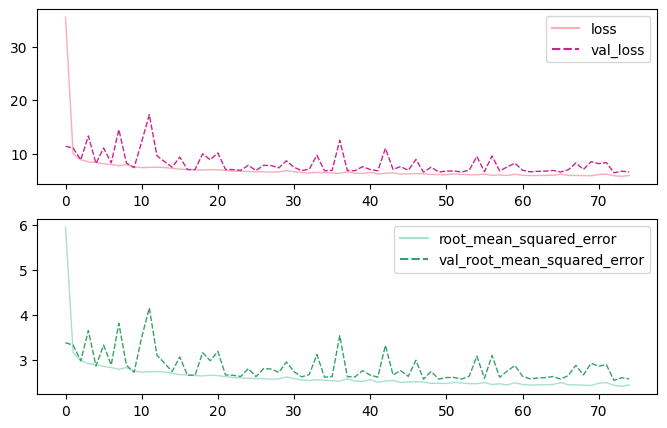 loss
val_loss
30
20
10
0 10 20 30 40 50 60 70
root_mean_squared_error
val_root_mean_squared_error
6
5
4
3
0 10 20 30 40 50 60 70